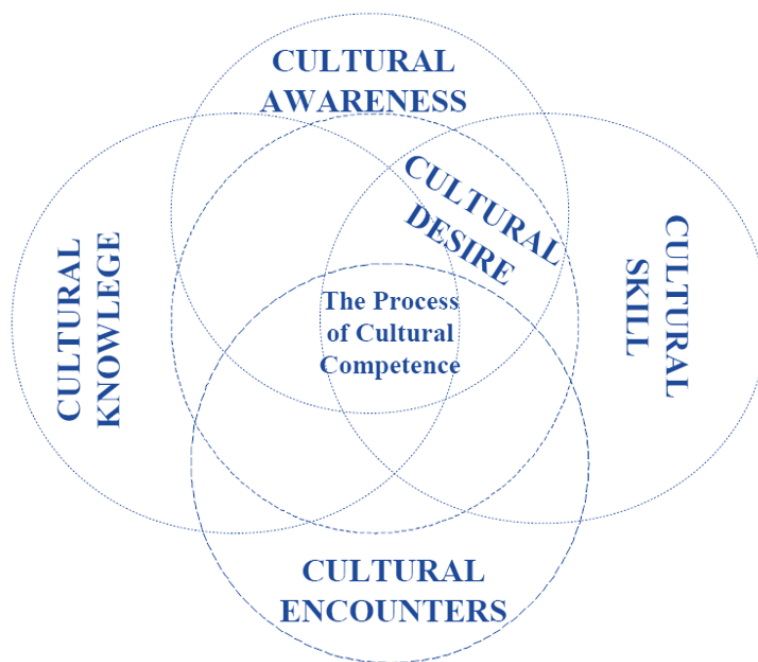 CULTURAL
AWARENESS
CULTURAL
DESIRE
CULTURAL
KNOWLEGE
The Process
of Cultural
Competence
CULTURAL
SKILL
CULTURAL
ENCOUNTERS